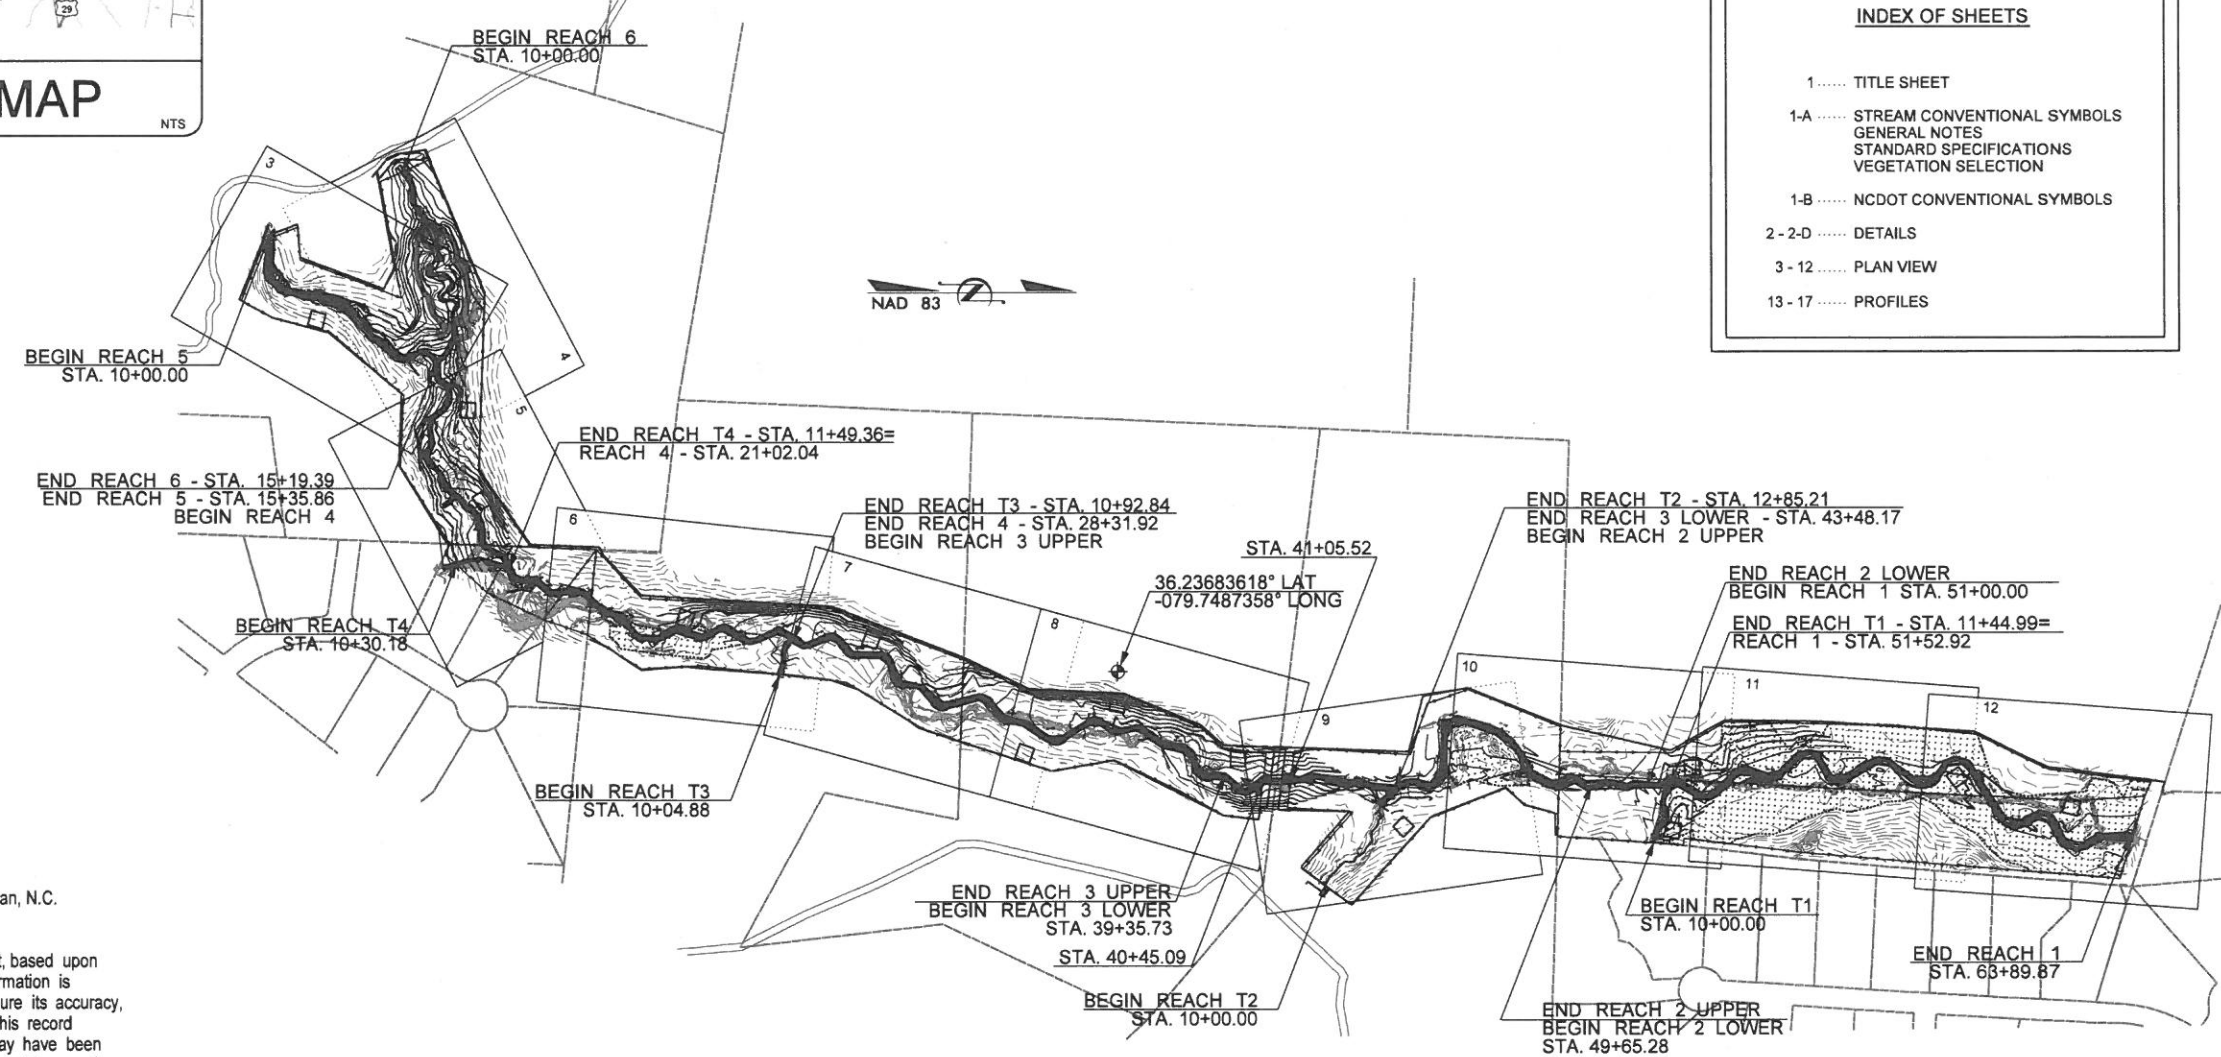 29
MAP
NTS
INDEX OF SHEETS
1 ...... TITLE SHEET
1-A ...... STREAM CONVENTIONAL SYMBOLS
GENERAL NOTES
STANDARD SPECIFICATIONS
VEGETATION SELECTION
1-B ...... NCDOT CONVENTIONAL SYMBOLS
2 - 2-D ...... DETAILS
3 - 12 ...... PLAN VIEW
13 - 17 ...... PROFILES
BEGIN REACH 6
STA. 10+00.00
3
4
5
NAD 83
BEGIN REACH 5
STA. 10+00.00
END REACH T4 - STA. 11+49.36=
REACH 4 - STA. 21+02.04
END REACH 6 - STA. 15+19.39
END REACH 5 - STA. 15+35.86
BEGIN REACH 4
6
END REACH T3 - STA. 10+92.84
END REACH 4 - STA. 28+31.92
BEGIN REACH 3 UPPER
7
STA. 41+05.52
36.23683618° LAT
-079.7487358° LONG
8
END REACH T2 - STA. 12+85.21
END REACH 3 LOWER - STA. 43+48.17
BEGIN REACH 2 UPPER
END REACH 2 LOWER
BEGIN REACH 1 STA. 51+00.00
END REACH T1 - STA. 11+44.99=
REACH 1 - STA. 51+52.92
BEGIN REACH T4
STA. 10+30.18
9
10
11
12
BEGIN REACH T3
STA. 10+04.88
END REACH 3 UPPER
BEGIN REACH 3 LOWER
STA. 39+35.73
STA. 40+45.09
BEGIN REACH T2
STA. 10+00.00
BEGIN REACH T1
STA. 10+00.00
END REACH 1
STA. 63+89.87
END REACH 2 UPPER
BEGIN REACH 2 LOWER
STA. 49+65.28
an, N.C.
t, based upon
rmation is
ure its accuracy,
his record
ay have been